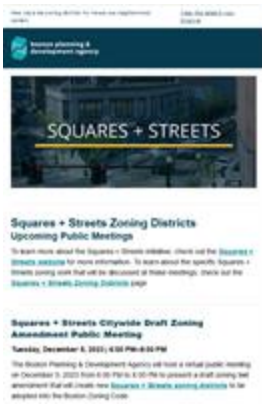 boston planning &
development agency
SQUARES + STREETS
Squares + Streets Zoning Districts
Upcoming Public Meetings
To learn more about the Squares + Streets initiative, check out the Squares +
Streets website for more information. To learn about the specific Squares +
Streets zoning work that will be discussed at these meetings, check out the
Squares + Streets Zoning Districts page
Squares + Streets Citywide Draft Zoning
Amendment Public Meeting
Tuesday, December 5, 2023 | 6:00 PM-8:00 PM
The Boston Planning & Development Agency will host a virtual public meeting
on December 5, 2023 from 6:00 PM to 8:00 PM to present a draft zoning text
amendment that will create new Squares + Streets zoning districts to be
adopted into the Boston Zoning Code